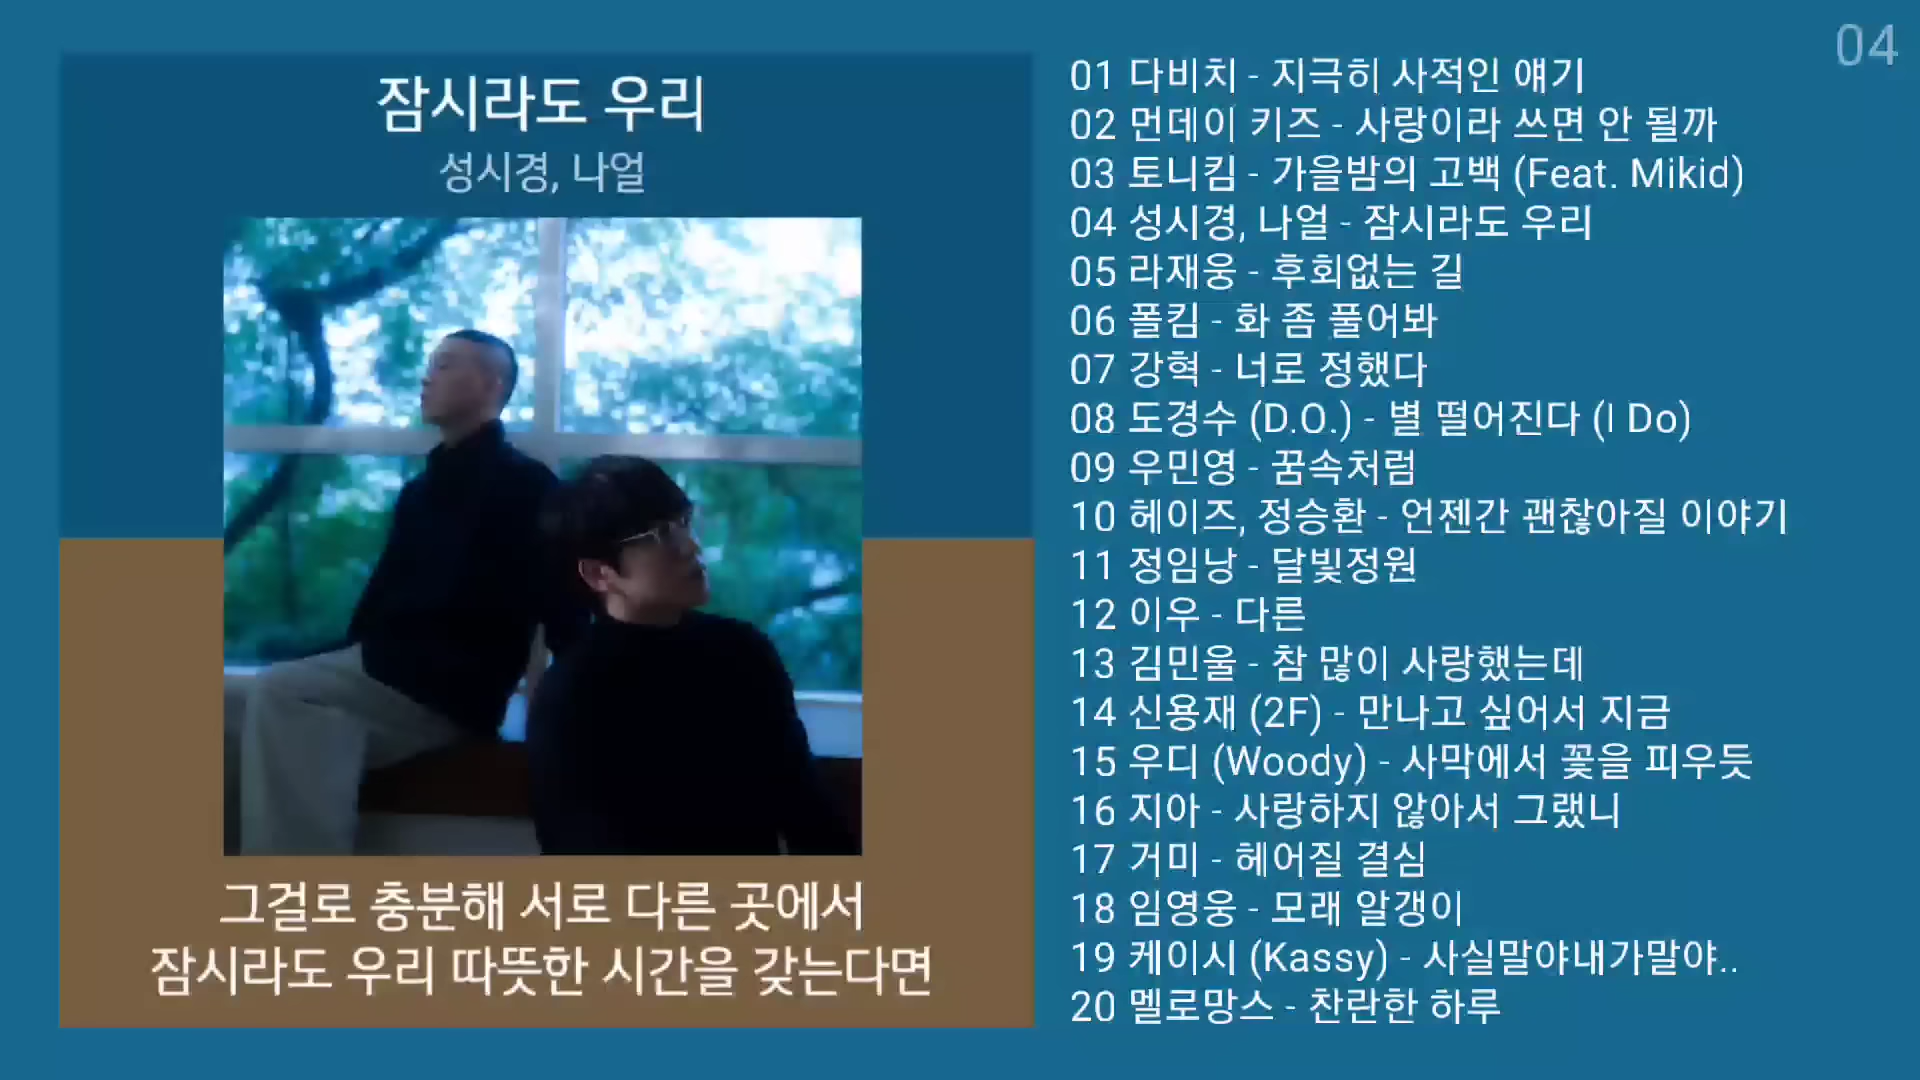 04
잠시라도 우리
성시경, 나얼
그걸로 충분해 서로 다른 곳에서
잠시라도 우리 따뜻한 시간을 갖는다면
01 다비치 - 지극히 사적인 얘기
02 먼데이 키즈 - 사랑이라 쓰면 안 될까
03 토니킴 - 가을밤의 고백 (Feat. Mikid)
04 성시경, 나얼 - 잠시라도 우리
05 라재웅 - 후회없는 길
06 폴킴 - 화 좀 풀어봐
07 강혁 - 너로 정했다
08 도경수 (D.O.) - 별 떨어진다 (I Do)
09 우민영 - 꿈속처럼
10 헤이즈, 정승환 - 언젠간 괜찮아질 이야기
11 정임낭 - 달빛정원
12 이우 - 다른
13 김민울 - 참 많이 사랑했는데
14 신용재 (2F) - 만나고 싶어서 지금
15 우디 (Woody) - 사막에서 꽃을 피우듯
16 지아 - 사랑하지 않아서 그랬니
17 거미 - 헤어질 결심
18 임영웅 - 모래 알갱이
19 케이시 (Kassy) - 사실말야내가말야..
20 멜로망스 - 찬란한 하루